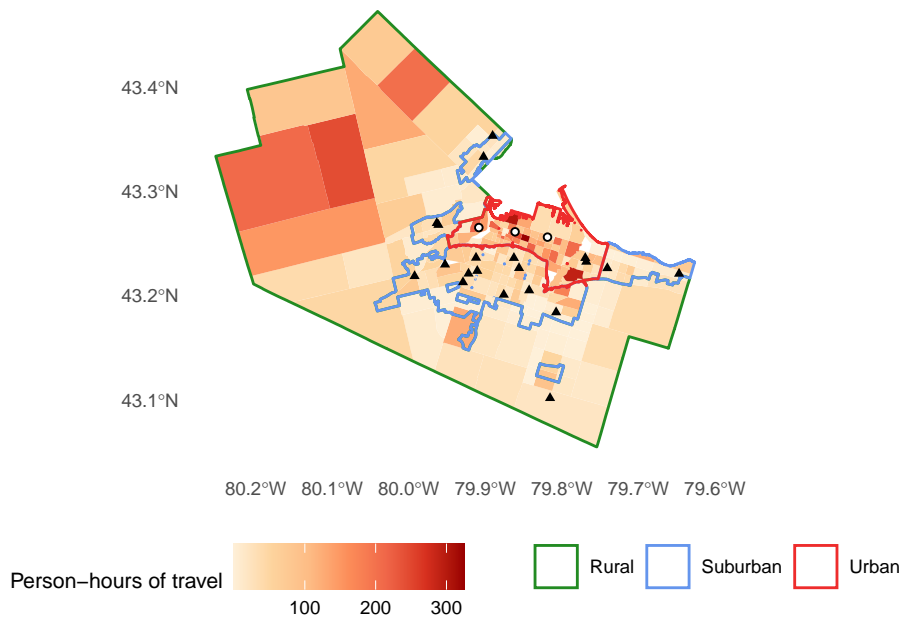 43.4°N
43.3°N
43.2°N
43.1°N
80.2°W 80.1°W 80.0°W 79.9°W 79.8°W 79.7°W 79.6°W
Person−hours of travel
100 200 300
Rural Suburban Urban